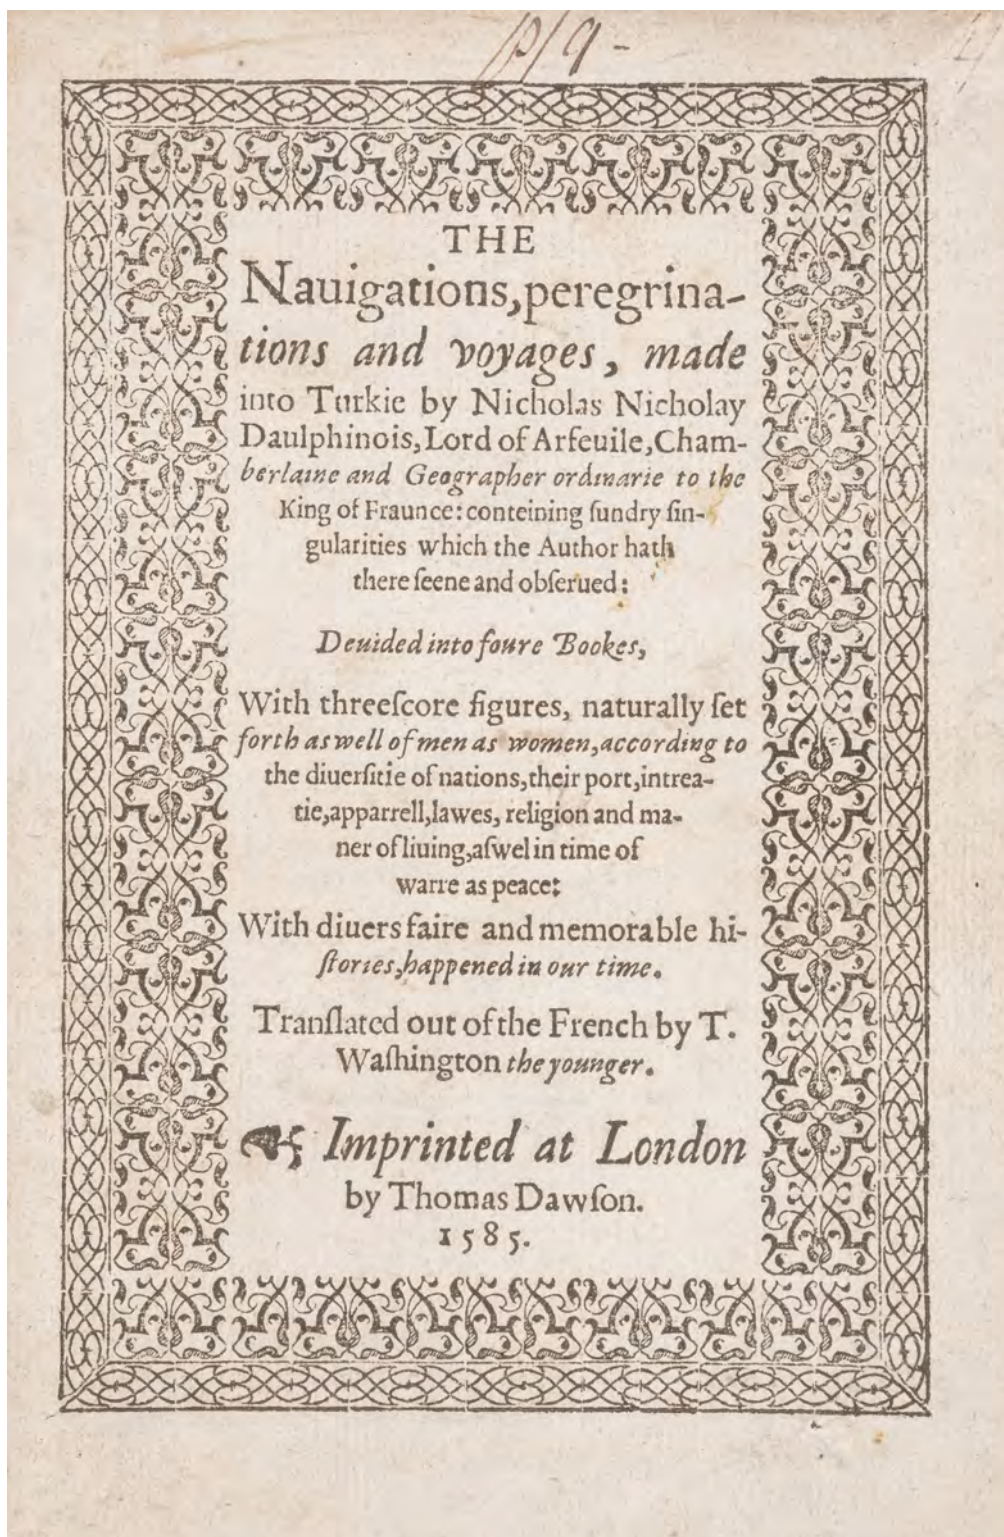 p/9-
THE
Nauigations,peregrina-
tions and voyages, made
into Turkie by Nicholas Nicholay
Daulphinois,Lord of Arfeuile,Cham-
berlaine and Geographer ordinarie to the
King of Fraunce: conteining ſundry ſin-
gularities which the Author hath
there ſeene and obſerued:
Deuided into foure Bookes,
With threeſcore figures, naturally ſet
forth aswell of men as women,according to
the diuerſitie of nations,their port,intrea-
tie,apparrell,lawes, religion and ma-
ner of liuing,aſwel in time of
warre as peace:
With diuers faire and memorable hi-
ſtories,happened in our time.
Tranſlated out of the French by T.
Waſhington the younger.
Imprinted at London
by Thomas Dawſon.
1585.